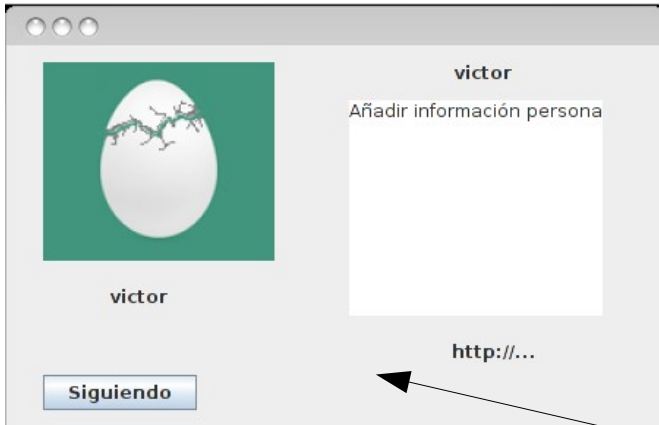 victor
Añadir información persona
victor
http://...
Siguiendo